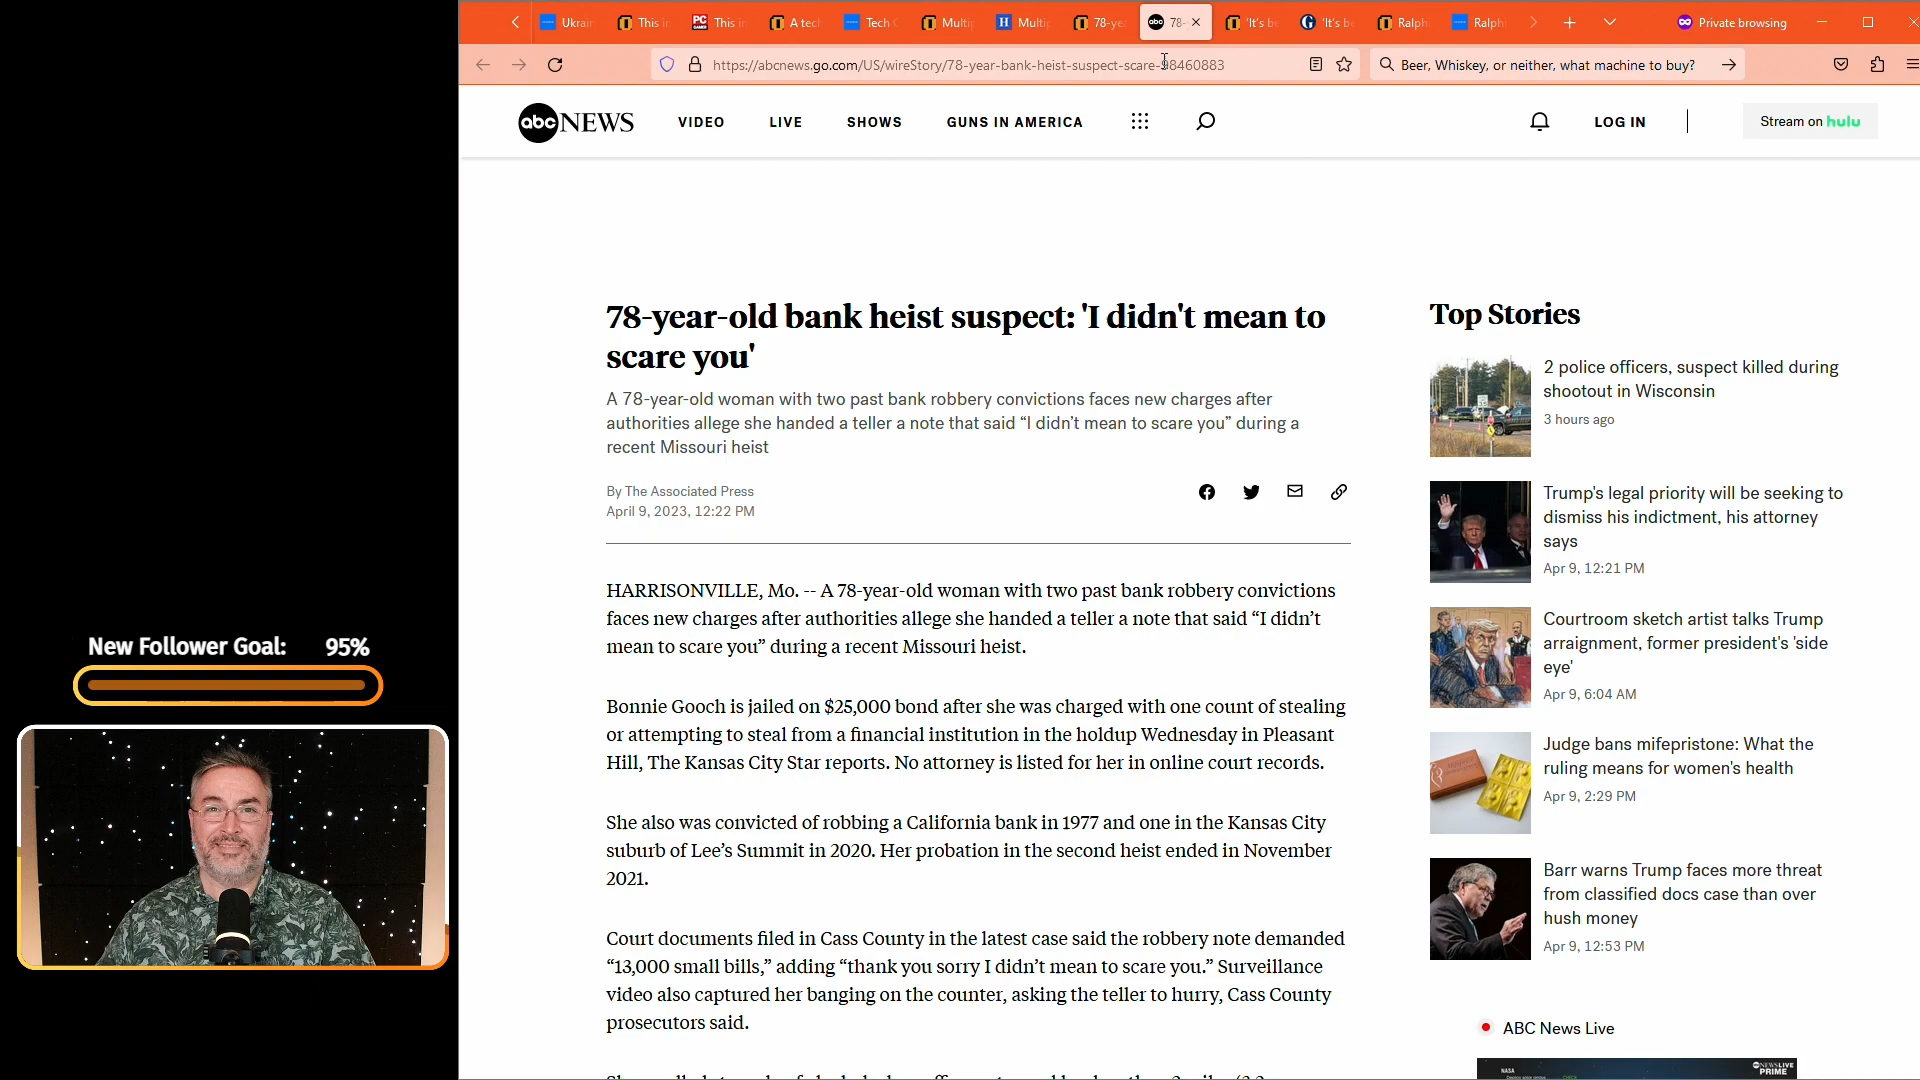 Ukrai
This i
PC GAMER
This i
A tech
Tech
Multi
H
Multi
78-ye
abc
78-
'It's b
G
'It's b
Ralph
Ralph
Private browsing
https://abcnews.go.com/US/wireStory/78-year-bank-heist-suspect-scare-98460883
Beer, Whiskey, or neither, what machine to buy?
abc NEWS
VIDEO
LIVE
SHOWS
GUNS IN AMERICA
LOG IN
Stream on hulu
78-year-old bank heist suspect: 'I didn't mean to
scare you'
A 78-year-old woman with two past bank robbery convictions faces new charges after
authorities allege she handed a teller a note that said “I didn’t mean to scare you” during a
recent Missouri heist
By The Associated Press
April 9, 2023, 12:22 PM
HARRISONVILLE, Mo. -- A 78-year-old woman with two past bank robbery convictions
faces new charges after authorities allege she handed a teller a note that said “I didn’t
mean to scare you” during a recent Missouri heist.
Bonnie Gooch is jailed on $25,000 bond after she was charged with one count of stealing
or attempting to steal from a financial institution in the holdup Wednesday in Pleasant
Hill, The Kansas City Star reports. No attorney is listed for her in online court records.
She also was convicted of robbing a California bank in 1977 and one in the Kansas City
suburb of Lee’s Summit in 2020. Her probation in the second heist ended in November
2021.
Court documents filed in Cass County in the latest case said the robbery note demanded
“13,000 small bills,” adding “thank you sorry I didn’t mean to scare you.” Surveillance
video also captured her banging on the counter, asking the teller to hurry, Cass County
prosecutors said.
Top Stories
2 police officers, suspect killed during
shootout in Wisconsin
3 hours ago
Trump's legal priority will be seeking to
dismiss his indictment, his attorney
says
Apr 9, 12:21 PM
Courtroom sketch artist talks Trump
arraignment, former president's 'side
eye'
Apr 9, 6:04 AM
Judge bans mifepristone: What the
ruling means for women's health
Apr 9, 2:29 PM
Barr warns Trump faces more threat
from classified docs case than over
hush money
Apr 9, 12:53 PM
ABC News Live
NASA
abc NEWS LIVE
PRIME
New Follower Goal: 95%